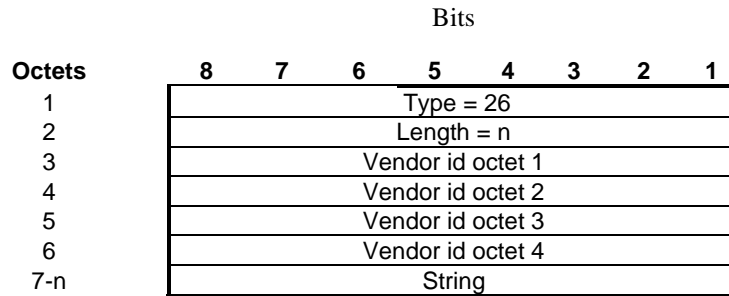 Bits
Octets 8 7 6 5 4 3 2 1
1 Type = 26
2 Length = n
3 Vendor id octet 1
4 Vendor id octet 2
5 Vendor id octet 3
6 Vendor id octet 4
7-n String